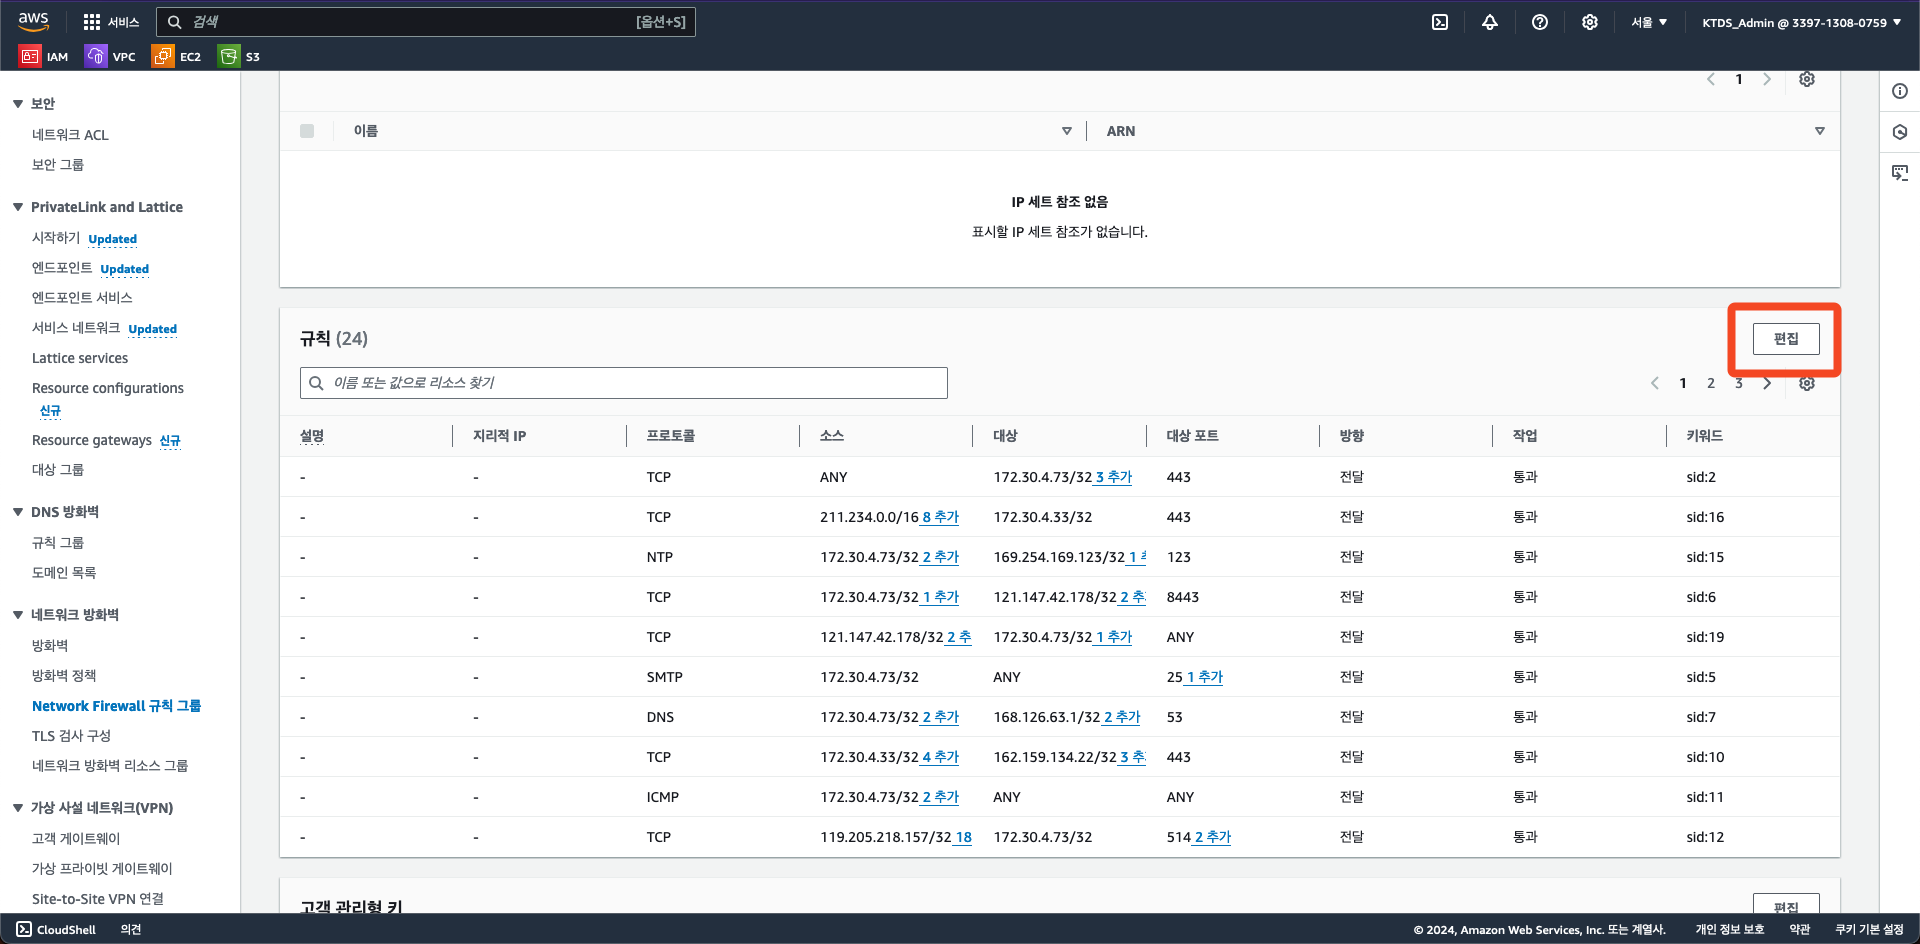 aws
서비스
검색
[옵션+S]
서울
KTDS_Admin @ 3397-1308-0759
IAM
VPC
EC2
S3
보안
네트워크 ACL
보안 그룹
PrivateLink and Lattice
시작하기 Updated
엔드포인트 Updated
엔드포인트 서비스
서비스 네트워크 Updated
Lattice services
Resource configurations
신규
Resource gateways 신규
대상 그룹
DNS 방화벽
규칙 그룹
도메인 목록
네트워크 방화벽
방화벽
방화벽 정책
Network Firewall 규칙 그룹
TLS 검사 구성
네트워크 방화벽 리소스 그룹
가상 사설 네트워크(VPN)
고객 게이트웨이
가상 프라이빗 게이트웨이
Site-to-Site VPN 연결
1
이름 ARN
IP 세트 참조 없음
표시할 IP 세트 참조가 없습니다.
규칙 (24)
편집
이름 또는 값으로 리소스 찾기
1 2 3
설명 지리적 IP 프로토콜 소스 대상 대상 포트 방향 작업 키워드
- - TCP ANY 172.30.4.73/32 3 추가 443 전달 통과 sid:2
- - TCP 211.234.0.0/16 8 추가 172.30.4.33/32 443 전달 통과 sid:16
- - NTP 172.30.4.73/32 2 추가 169.254.169.123/32 1 123 전달 통과 sid:15
- - TCP 172.30.4.73/32 1 추가 121.147.42.178/32 2 추 8443 전달 통과 sid:6
- - TCP 121.147.42.178/32 2 추 172.30.4.73/32 1 추가 ANY 전달 통과 sid:19
- - SMTP 172.30.4.73/32 ANY 25 1 추가 전달 통과 sid:5
- - DNS 172.30.4.73/32 2 추가 168.126.63.1/32 2 추가 53 전달 통과 sid:7
- - TCP 172.30.4.33/32 4 추가 162.159.134.22/32 3 추 443 전달 통과 sid:10
- - ICMP 172.30.4.73/32 2 추가 ANY ANY 전달 통과 sid:11
- - TCP 119.205.218.157/32 18 172.30.4.73/32 514 2 추가 전달 통과 sid:12
고객 관리형 키
편집
CloudShell
의견
© 2024, Amazon Web Services, Inc. 또는 계열사.
개인 정보 보호
약관
쿠키 기본 설정